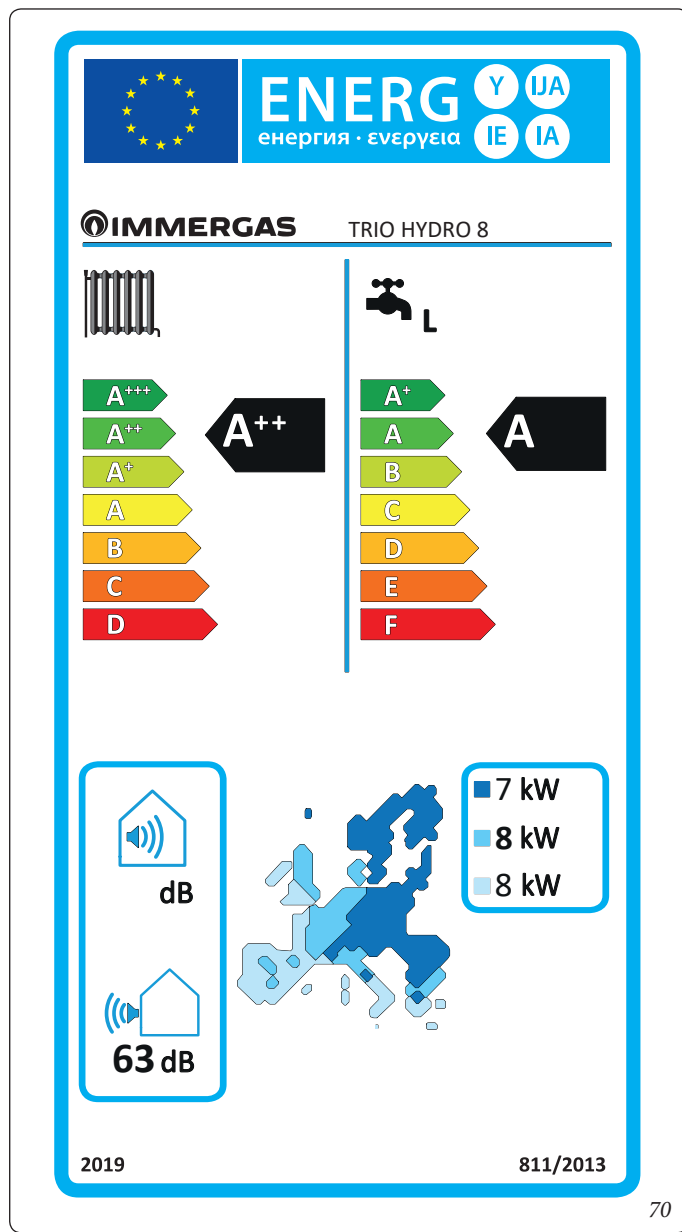 ENERG Y IJA
енергия · ενεργεια IE IA
IMMERGAS TRIO HYDRO 8
L
A+++
A++
A+
A
B
C
D
A++
A+
A
B
C
D
E
F
A
dB
63 dB
7 kW
8 kW
8 kW
2019 811/2013
70